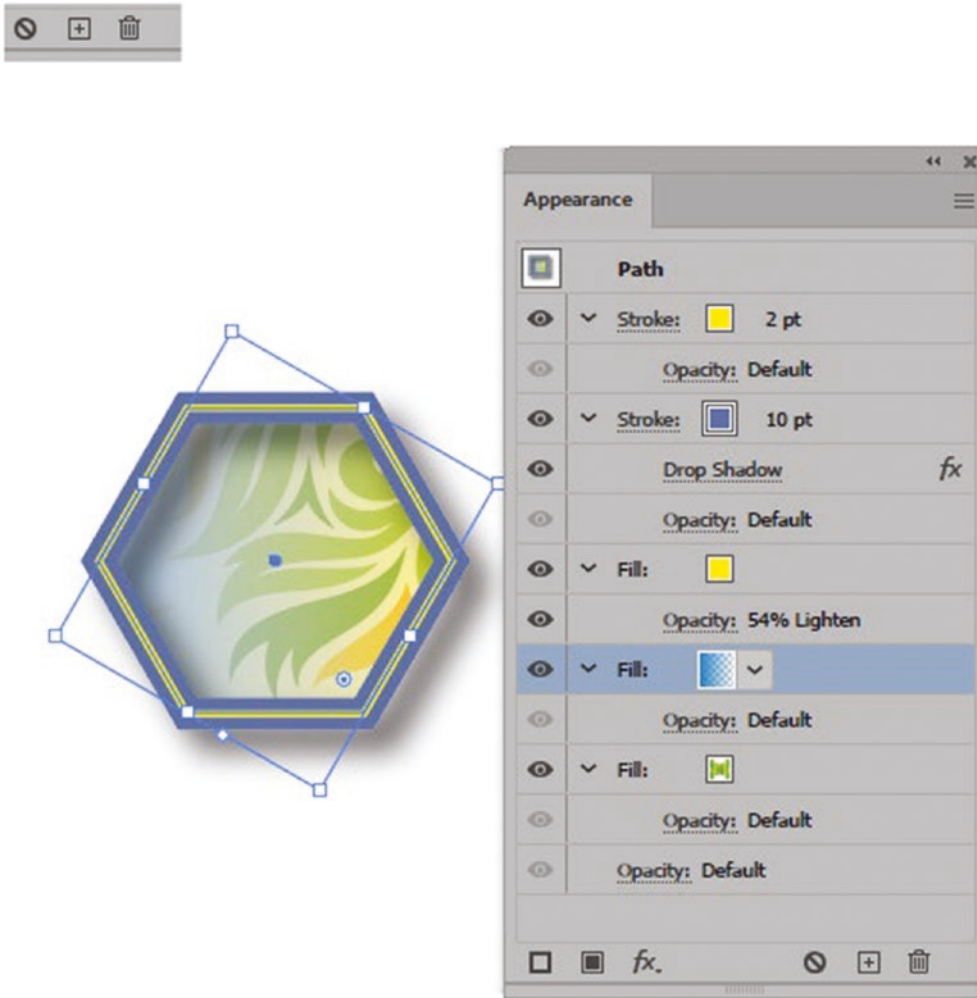 Appearance
Path
Stroke: 2 pt
Opacity: Default
Stroke: 10 pt
Drop Shadow fx
Opacity: Default
Fill:
Opacity: 54% Lighten
Fill:
Opacity: Default
Fill:
Opacity: Default
Opacity: Default
fx.